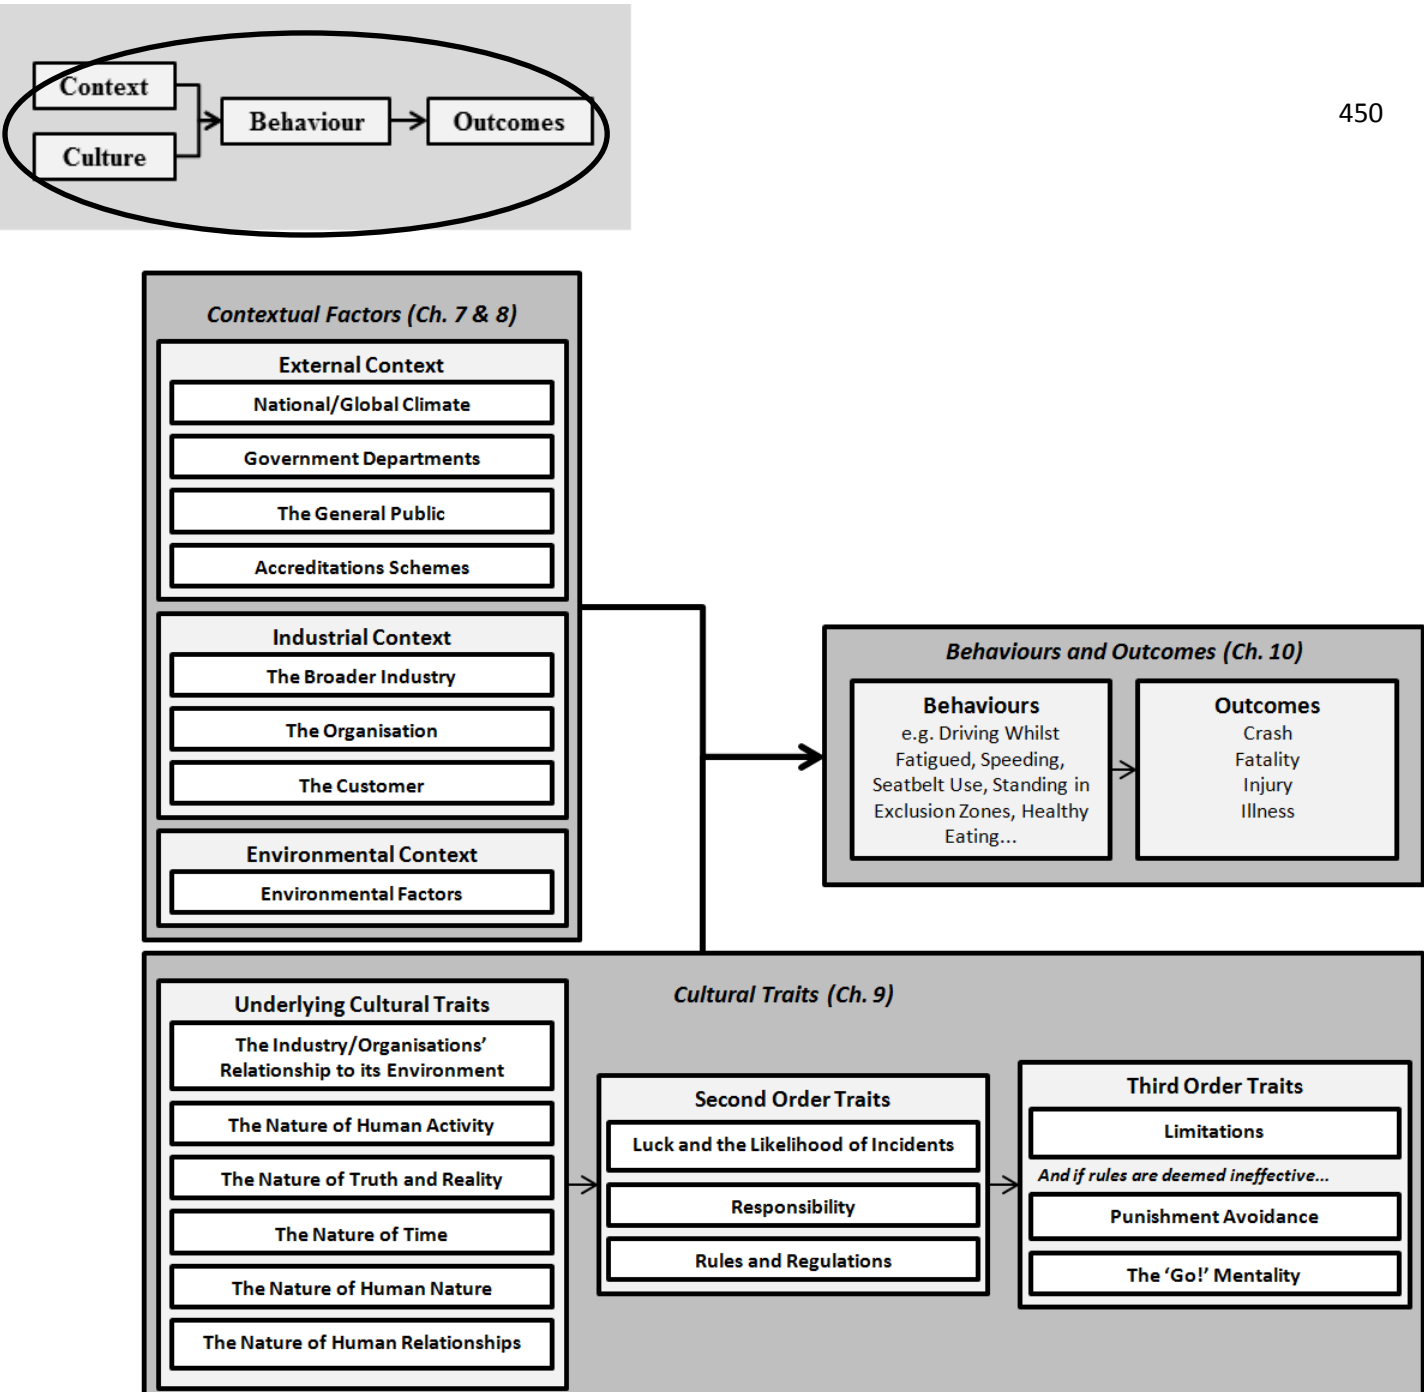 Context
Culture
Behaviour
Outcomes
450
Contextual Factors (Ch. 7 & 8)
External Context
National/Global Climate
Government Departments
The General Public
Accreditations Schemes
Industrial Context
The Broader Industry
The Organisation
The Customer
Environmental Context
Environmental Factors
Behaviours and Outcomes (Ch. 10)
Behaviours
e.g. Driving Whilst
Fatigued, Speeding,
Seatbelt Use, Standing in
Exclusion Zones, Healthy
Eating...
Outcomes
Crash
Fatality
Injury
Illness
Cultural Traits (Ch. 9)
Underlying Cultural Traits
The Industry/Organisations’
Relationship to its Environment
The Nature of Human Activity
The Nature of Truth and Reality
The Nature of Time
The Nature of Human Nature
The Nature of Human Relationships
Second Order Traits
Luck and the Likelihood of Incidents
Responsibility
Rules and Regulations
Third Order Traits
Limitations
And if rules are deemed ineffective...
Punishment Avoidance
The ‘Go!’ Mentality